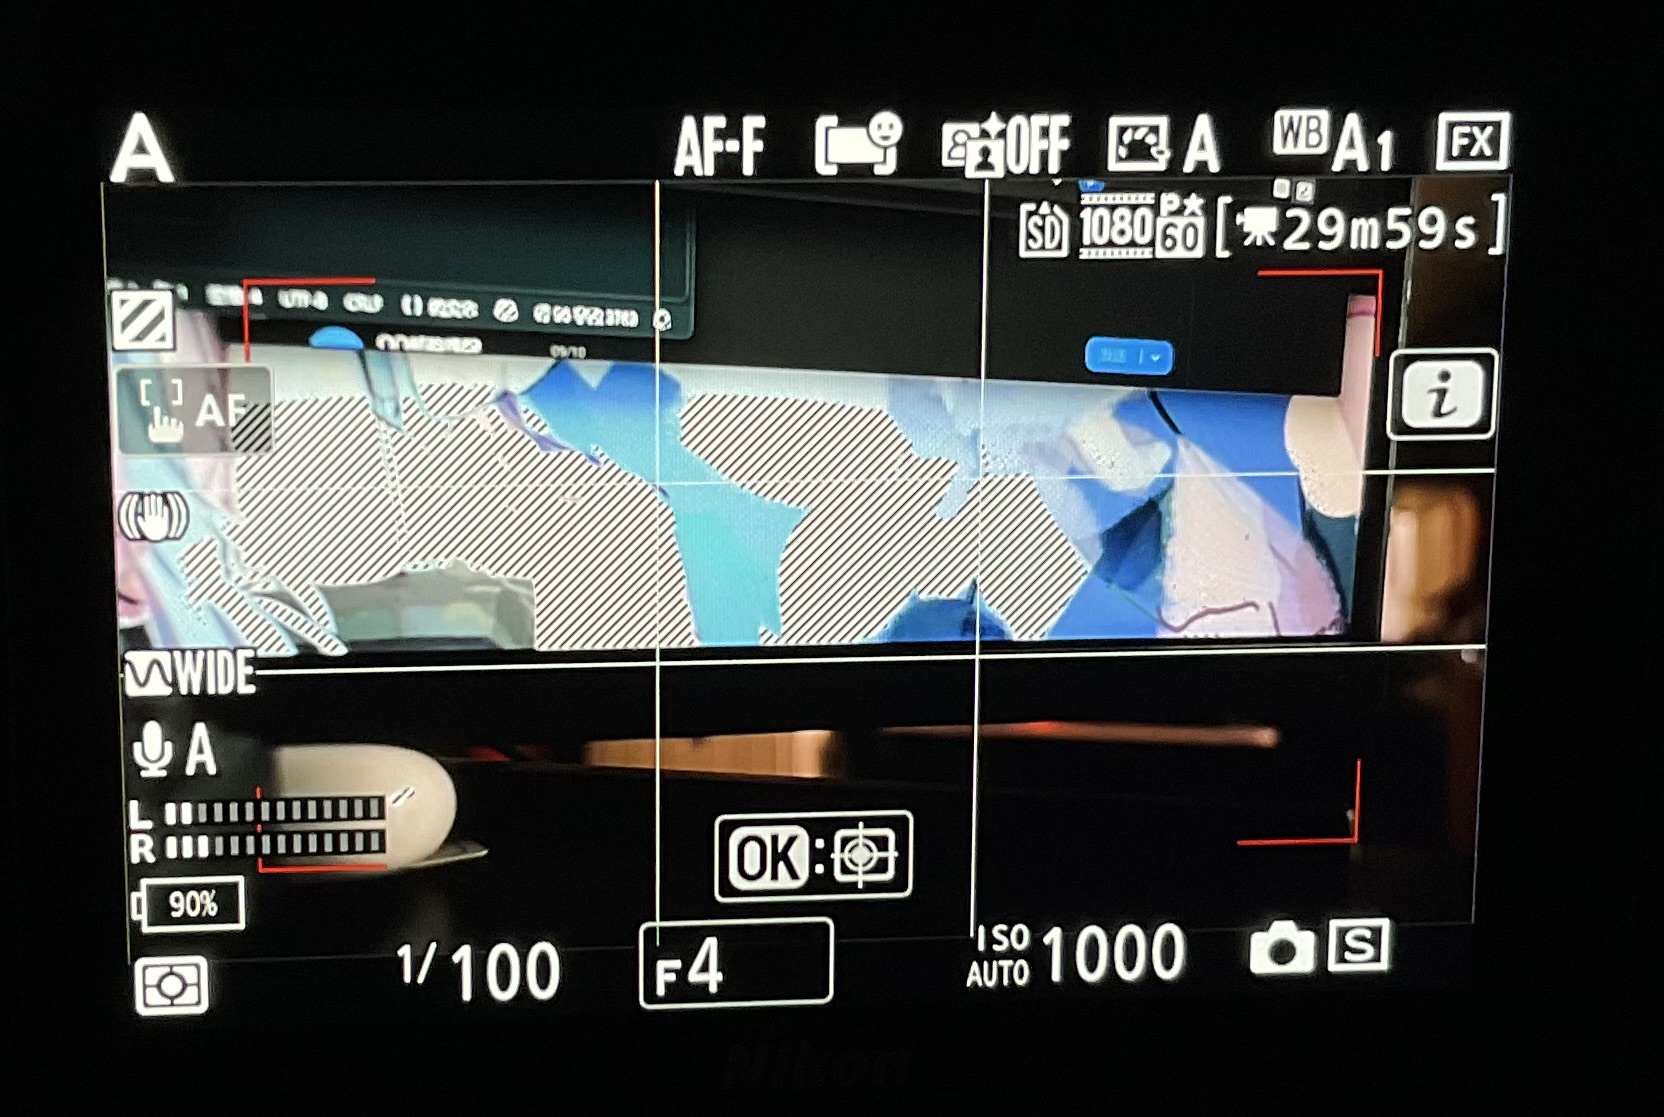 A AF-F OFF A WB A1 FX
SD 1080 P★ 60 [29m59s]
AF
i
WIDE
A
L
R
OK:
90%
1/100 F4 ISO AUTO 1000 S
Nikon